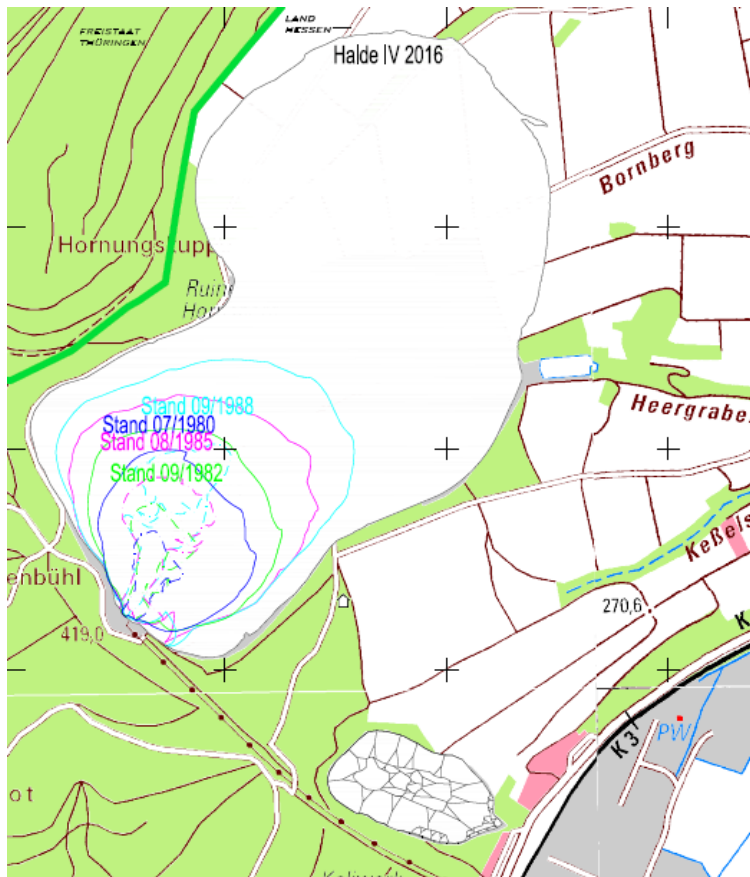 FREISTAAT
THÜRINGEN
LAND
HESSEN
Halde IV 2016
Bornberg
Hornungskupp
Ruin
Hor
Stand 09/1988
Stand 07/1980
Stand 08/1985
Stand 09/1982
Heergrabe
Keßels
enbühl
270,6
419,0
K
K 3
PW
ot